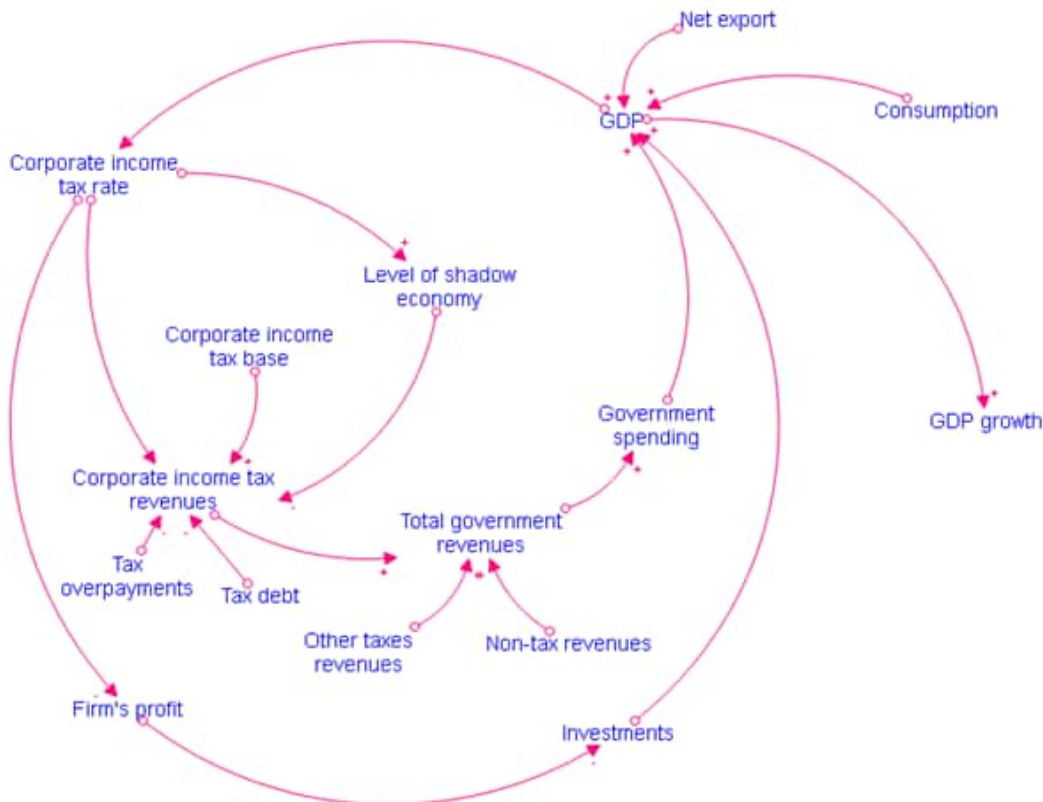 Net export
Consumption
GDP
Corporate income
tax rate
Level of shadow
economy
Corporate income
tax base
Government
spending
GDP growth
Corporate income tax
revenues
Total government
revenues
Tax
overpayments
Tax debt
Other taxes
revenues
Non-tax revenues
Firm's profit
Investments